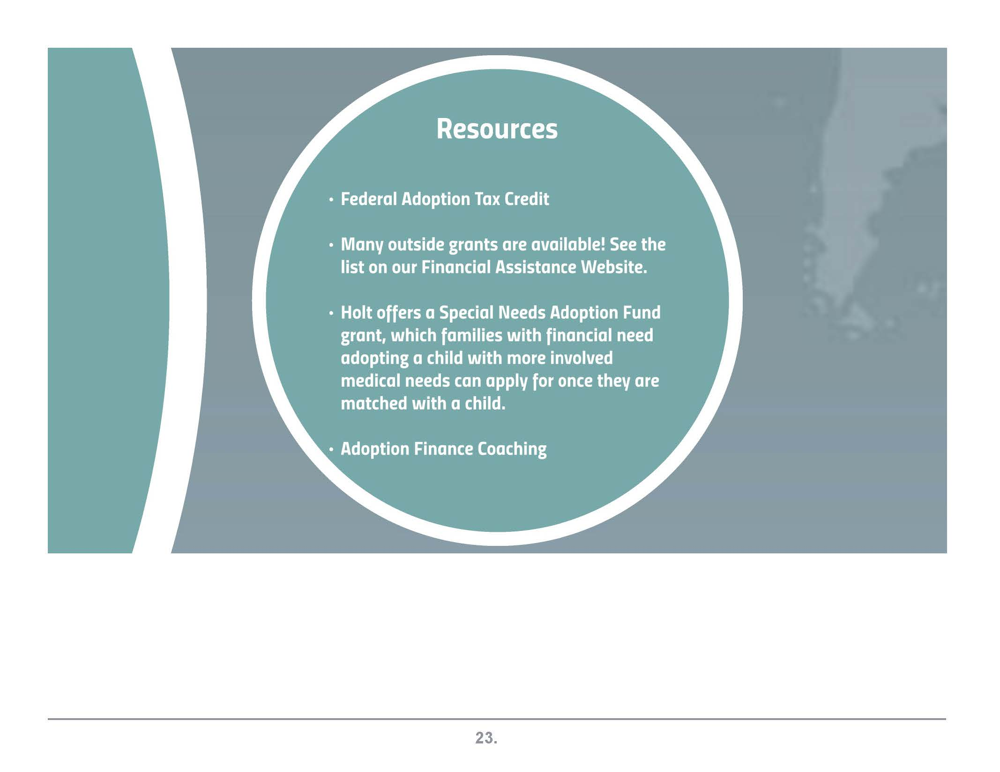 Resources
• Federal Adoption Tax Credit
• Many outside grants are available! See the
list on our Financial Assistance Website.
• Holt offers a Special Needs Adoption Fund
grant, which families with financial need
adopting a child with more involved
medical needs can apply for once they are
matched with a child.
• Adoption Finance Coaching
23.